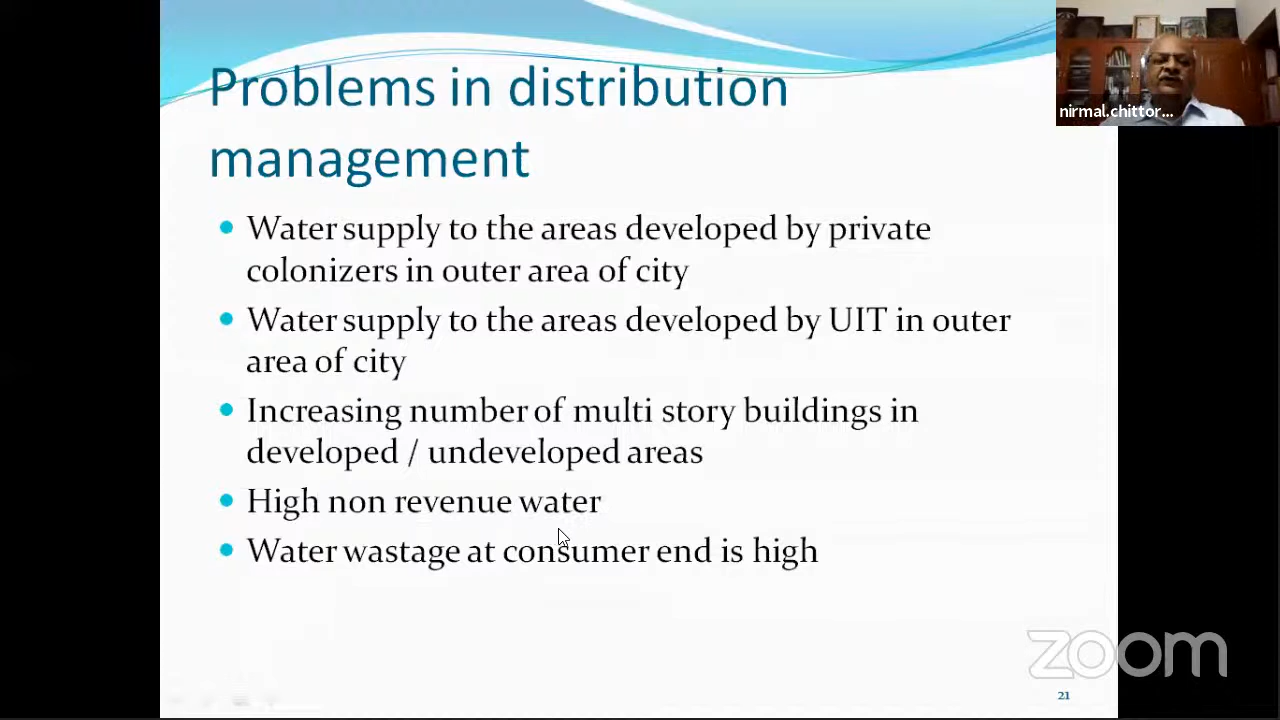 Problems in distribution
management
nirmal.chittor...
Water supply to the areas developed by private
colonizers in outer area of city
Water supply to the areas developed by UIT in outer
area of city
Increasing number of multi story buildings in
developed / undeveloped areas
High non revenue water
Water wastage at consumer end is high
zoom
21